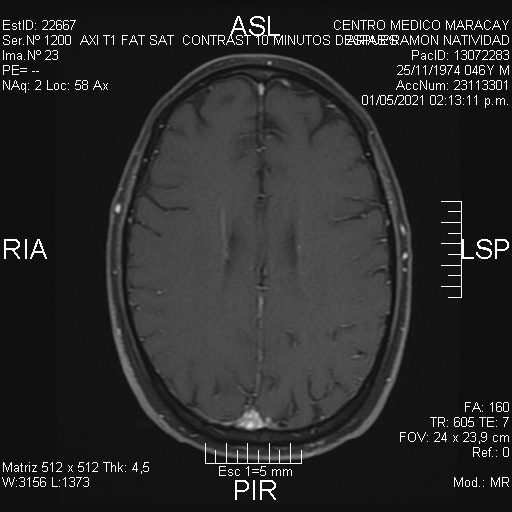 EstID: 22667
ASL
CENTRO MEDICO MARACAY
Ser.Nº 1200 AXI T1 FAT SAT CONTRAST 10 MINUTOS
RAMON NATIVIDAD
Ima.Nº 23
PacID: 13072283
PE= --
25/11/1974 046Y M
NAq: 2 Loc: 58 Ax
AccNum: 23113301
01/05/2021 02:13:11 p.m.
RIA
LSP
FA: 160
TR: 605 TE: 7
FOV: 24 x 23,9 cm
Ref.: 0
Matriz 512 x 512 Thk: 4,5
Esc 1=5 mm
W:3156 L:1373
PIR
Mod.: MR